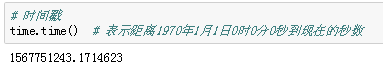 # 时间戳
time.time()  # 表示距离1970年1月1日0时0分0秒到现在的秒数
1567751243.1714623